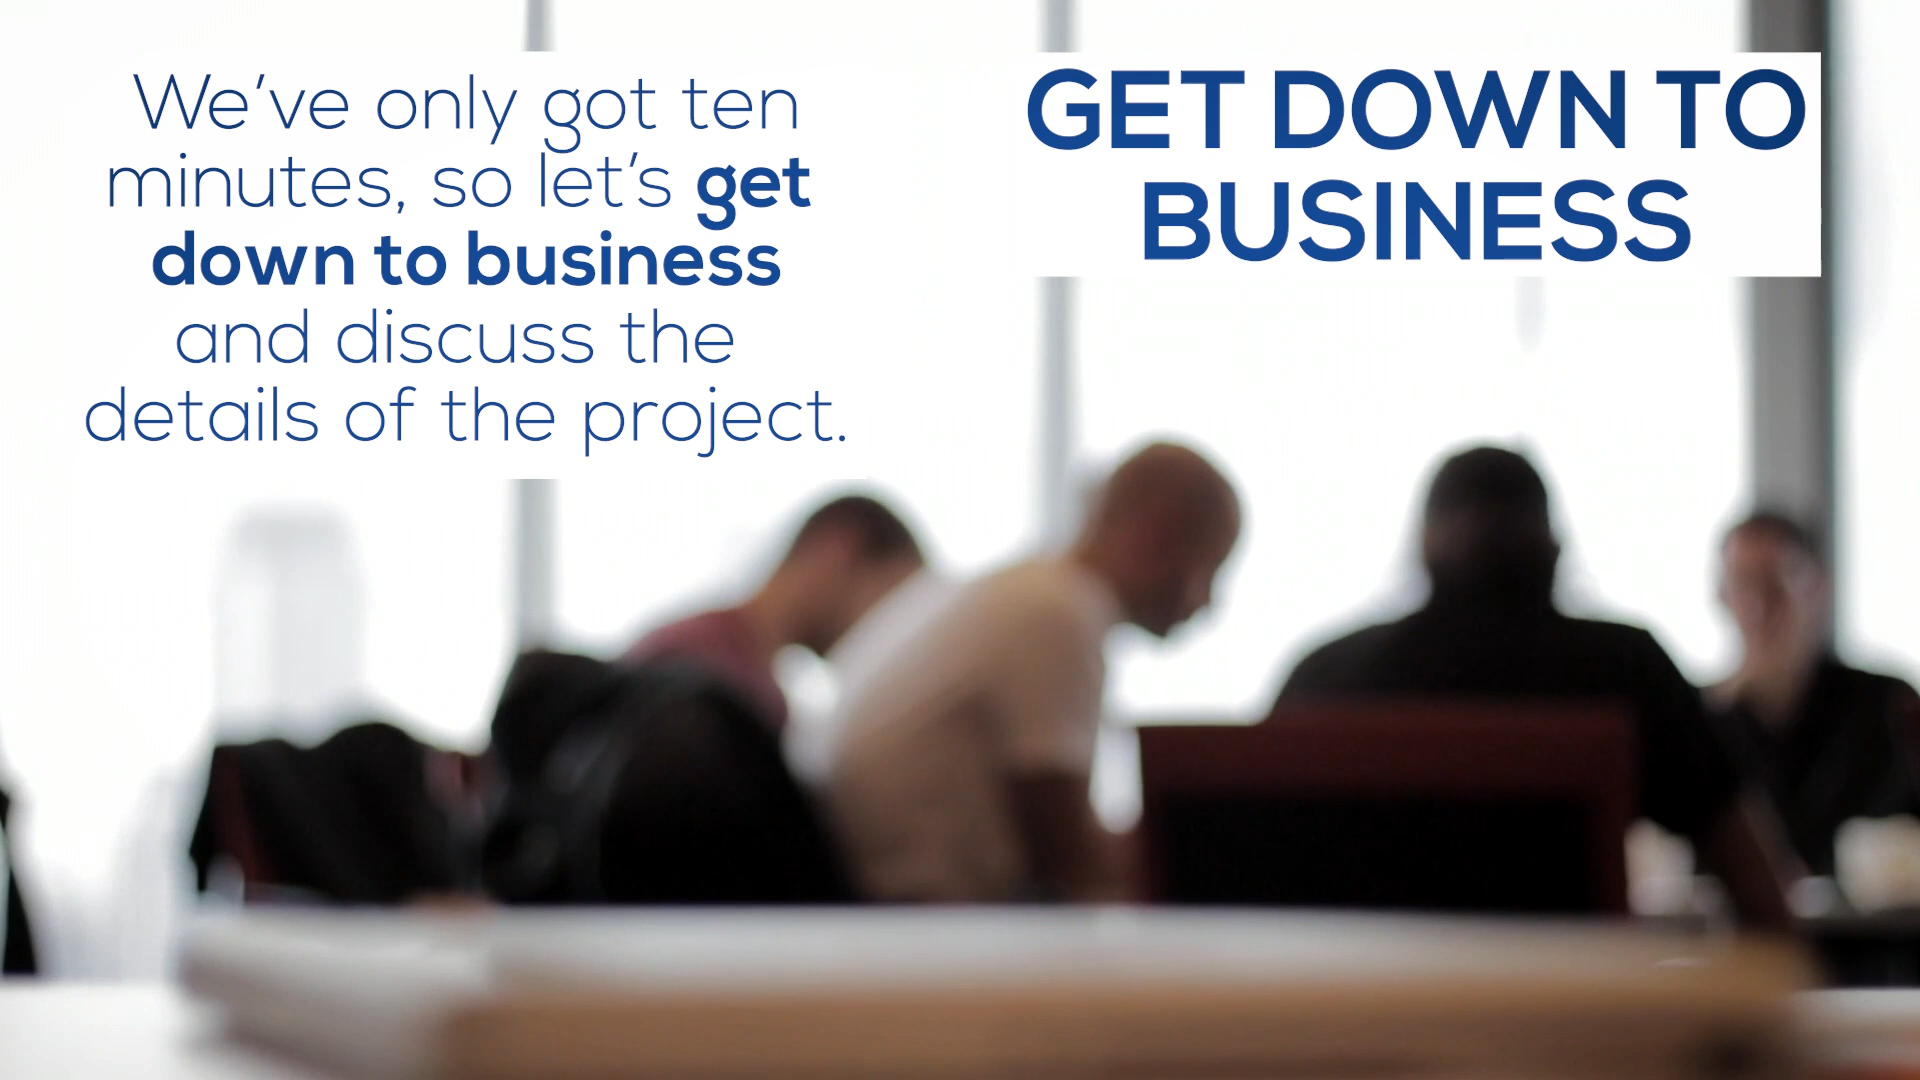 We've only got ten
minutes, so let's get
down to business
and discuss the
details of the project.
GET DOWN TO
BUSINESS